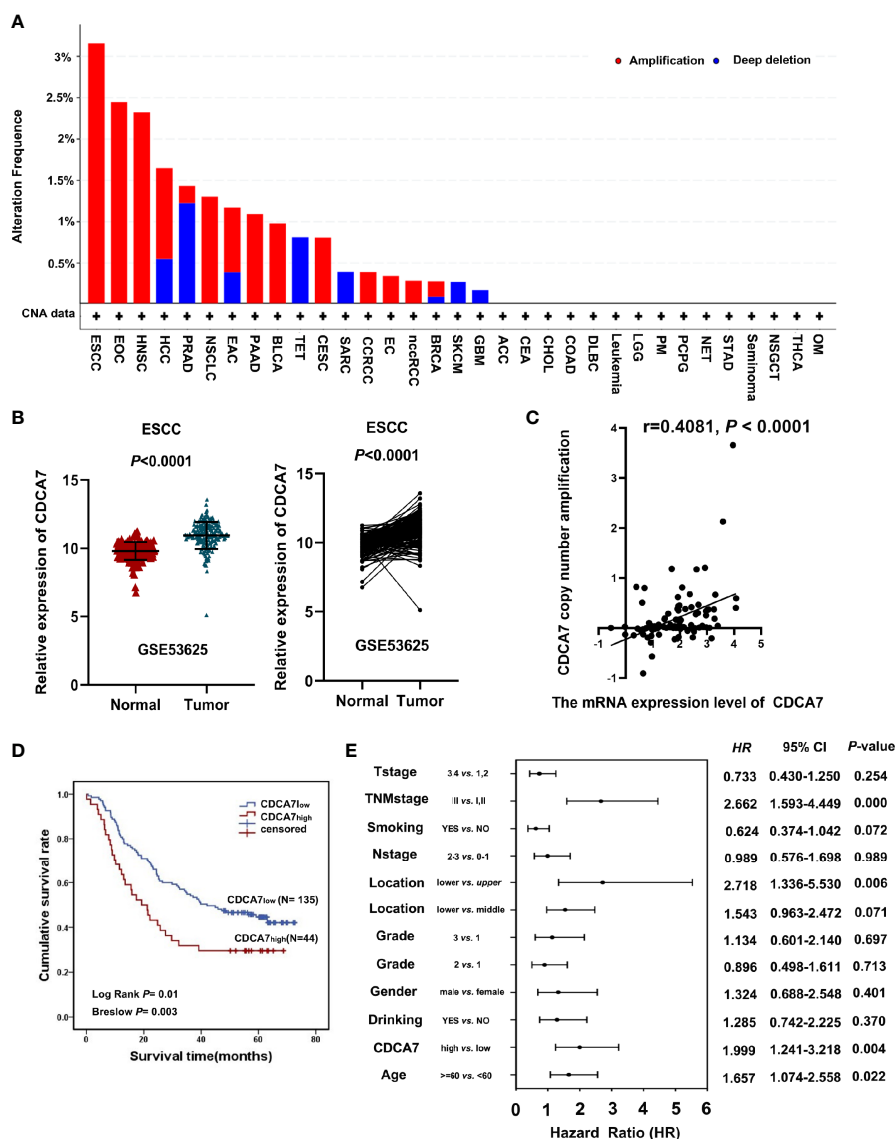 A
Alteration Frequence
3%
2.5%
2%
1.5%
1%
0.5%
Amplification
Deep deletion
CNA data + + + + + + + + + + + + + + + + + + + + + + + + + + + + + + + +
ESCC
EOC
HNSC
HCC
PRAD
NSCLC
EAC
PAAD
BLCA
TET
CESC
SARC
CCRCC
EC
nccRCC
BRCA
SKCM
GBM
ACC
CEA
CHOL
COAD
DLBC
Leukemia
LGG
PM
PCPG
NET
STAD
Seminoma
NSGCT
THCA
OM
B
ESCC
P<0.0001
Relative expression of CDCA7
15
10
5
0
GSE53625
Normal Tumor
ESCC
P<0.0001
Relative expression of CDCA7
15
10
5
0
GSE53625
Normal Tumor
C
r=0.4081, P < 0.0001
CDCA7 copy number amplification
4
3
2
1
-1
-1 0 1 2 3 4 5
The mRNA expression level of CDCA7
D
Cumulative survival rate
1.0
0.8
0.6
0.4
0.2
0.0
CDCA7low
CDCA7high
censored
CDCA7low (N= 135)
CDCA7high(N=44)
Log Rank P= 0.01
Breslow P= 0.003
0 20 40 60 80
Survival time(months)
E
HR 95% CI P-value
Tstage 34 vs. 1,2 0.733 0.430-1.250 0.254
TNMstage III vs. I,II 2.662 1.593-4.449 0.000
Smoking YES vs. NO 0.624 0.374-1.042 0.072
Nstage 2-3 vs. 0-1 0.989 0.576-1.698 0.989
Location lower vs. upper 2.718 1.336-5.530 0.006
Location lower vs. middle 1.543 0.963-2.472 0.071
Grade 3 vs. 1 1.134 0.601-2.140 0.697
Grade 2 vs. 1 0.896 0.498-1.611 0.713
Gender male vs. female 1.324 0.688-2.548 0.401
Drinking YES vs. NO 1.285 0.742-2.225 0.370
CDCA7 high vs. low 1.999 1.241-3.218 0.004
Age >=60 vs. <60 1.657 1.074-2.558 0.022
0 1 2 3 4 5 6
Hazard Ratio (HR)